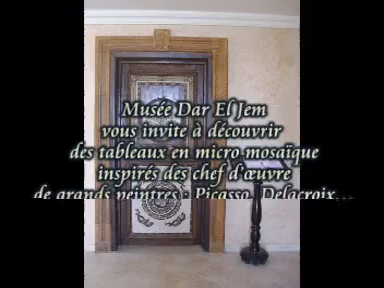 Musée Dar El Jem
vous invite à découvrir
des tableaux en micro mosaïque
inspirés des chef d'œuvre
de grands peintres : Picasso, Delacroix...